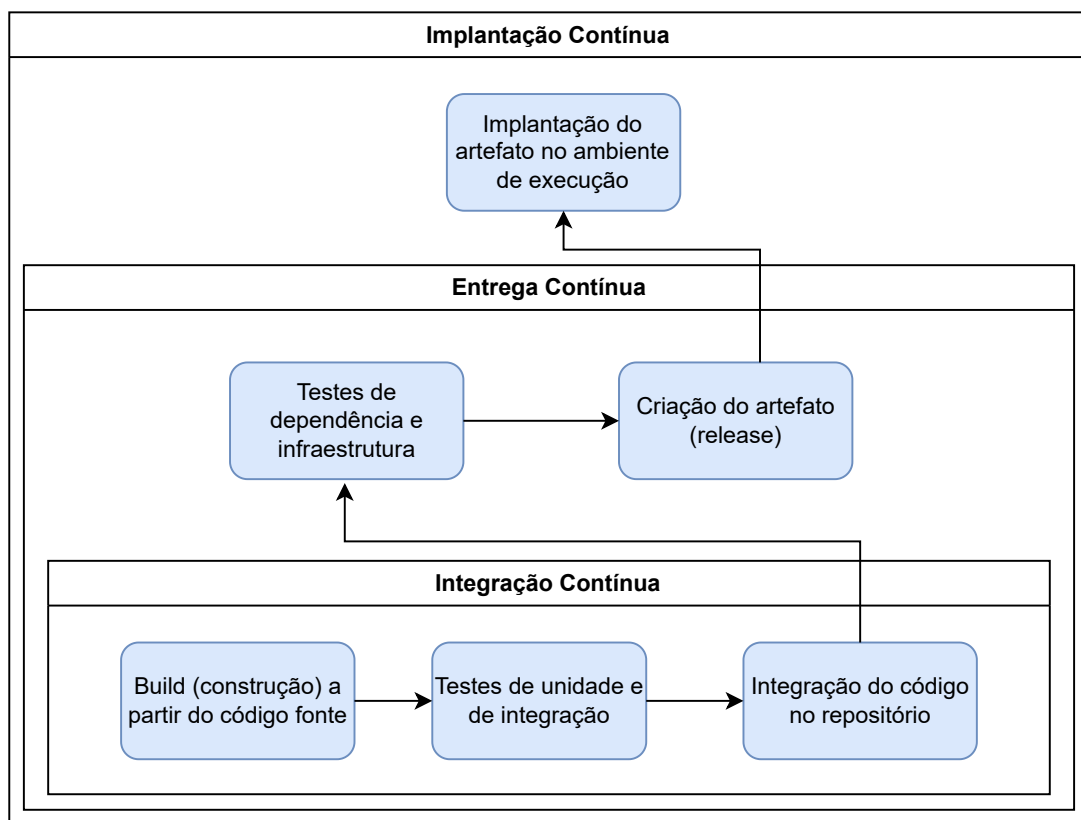 Implantação Contínua
Implantação do
artefato no ambiente
de execução
Entrega Contínua
Testes de
dependência e
infraestrutura
Criação do artefato
(release)
Integração Contínua
Build (construção) a
partir do código fonte
Testes de unidade e
de integração
Integração do código
no repositório